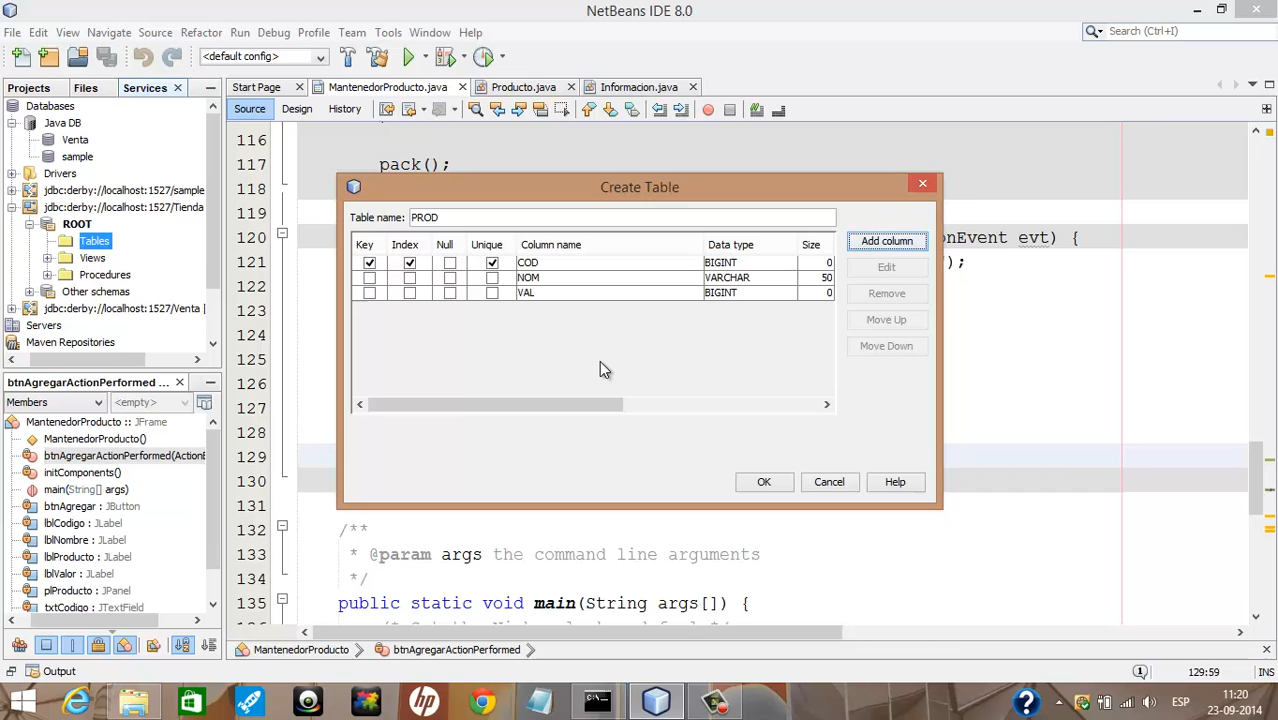 NetBeans IDE 8.0
File Edit View Navigate Source Refactor Run Debug Profile Team Tools Window Help
Search (Ctrl+I)
<default config>
Projects Files Services
Start Page MantenedorProducto.java Producto.java Informacion.java
Source Design History
Databases
Java DB
Venta
sample
Drivers
jdbc:derby://localhost:1527/sample
jdbc:derby://localhost:1527/Tienda
ROOT
Tables
Views
Procedures
Other schemas
jdbc:derby://localhost:1527/Venta
Servers
Maven Repositories
btnAgregarActionPerformed ...
Members <empty>
MantenedorProducto :: JFrame
MantenedorProducto()
btnAgregarActionPerformed(ActionE
initComponents()
main(String[] args)
btnAgregar : JButton
lblCodigo : JLabel
lblNombre : JLabel
lblProducto : JLabel
lblValor : JLabel
plProducto : JPanel
txtCodigo : JTextField
116
117 pack();
118
119
120 onEvent evt) {
121 ");
122
123
124
125
126
127
128
129
130
131
132 /**
133 * @param args the command line arguments
134 */
135 public static void main(String args[]) {
Create Table
Table name: PROD
Key Index Null Unique Column name Data type Size
COD BIGINT 0
NOM VARCHAR 50
VAL BIGINT 0
Add column
Edit
Remove
Move Up
Move Down
OK Cancel Help
MantenedorProducto btnAgregarActionPerformed
Output
1
129:59
ESP
11:20
23-09-2014